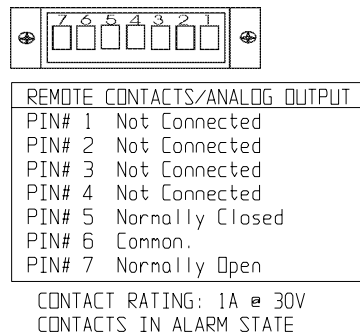 7 6 5 4 3 2 1
REMOTE CONTACTS/ANALOG OUTPUT
PIN# 1 Not Connected
PIN# 2 Not Connected
PIN# 3 Not Connected
PIN# 4 Not Connected
PIN# 5 Normally Closed
PIN# 6 Common.
PIN# 7 Normally Open
CONTACT RATING: 1A @ 30V
CONTACTS IN ALARM STATE